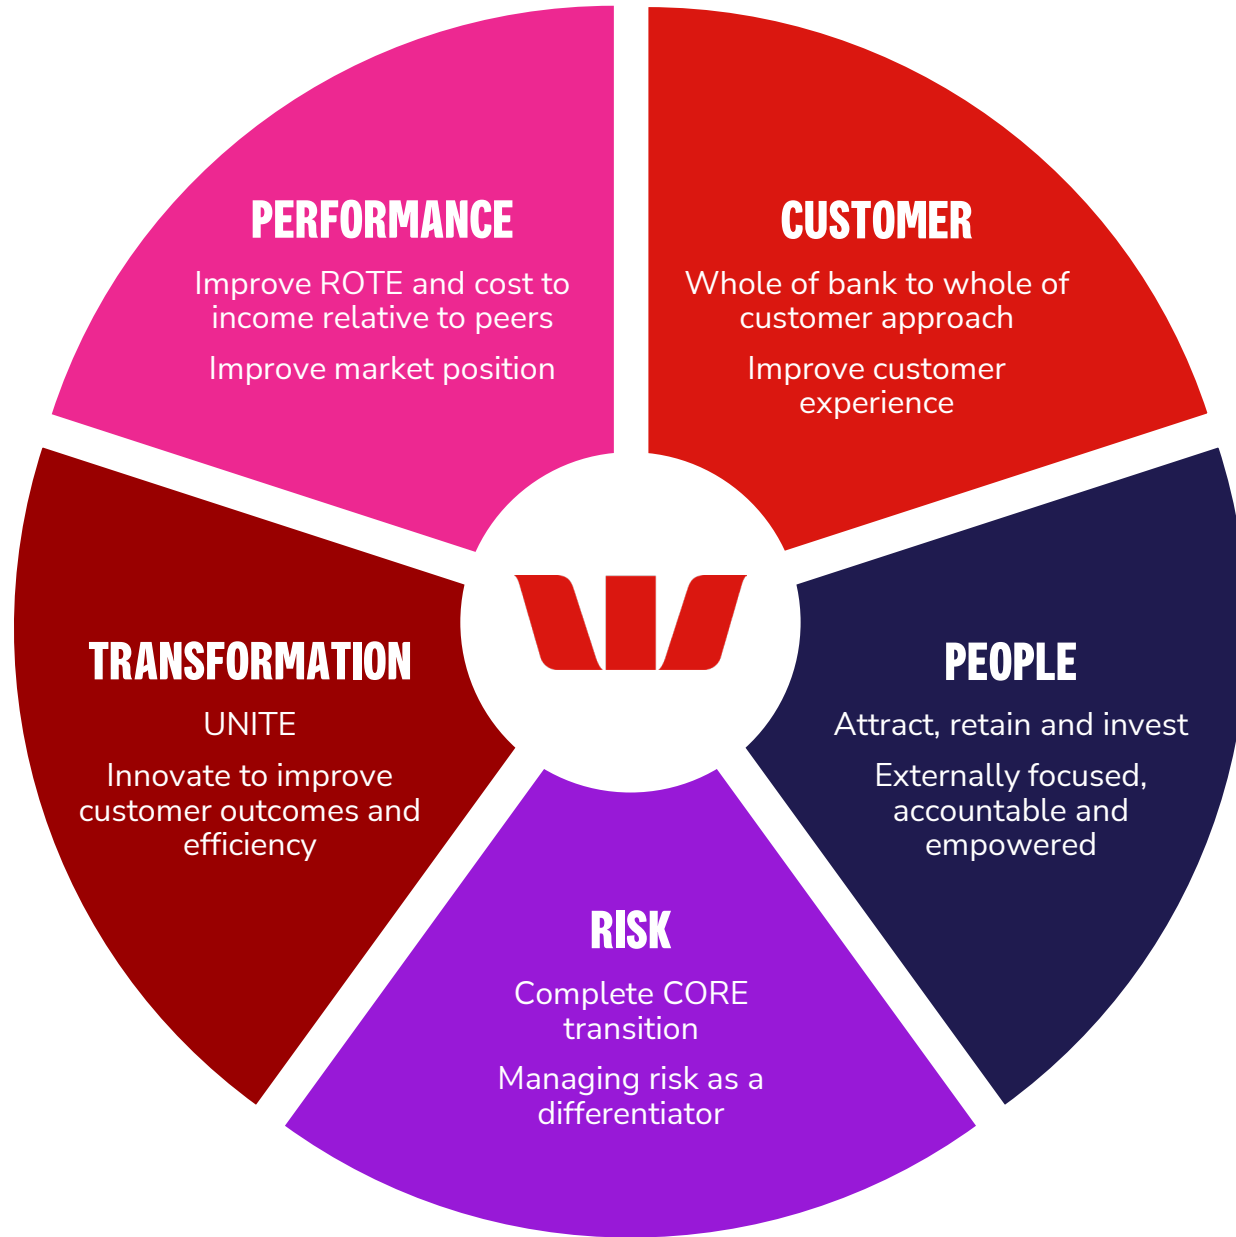 PERFORMANCE
Improve ROTE and cost to
income relative to peers
Improve market position
CUSTOMER
Whole of bank to whole of
customer approach
Improve customer
experience
TRANSFORMATION
UNITE
Innovate to improve
customer outcomes and
efficiency
PEOPLE
Attract, retain and invest
Externally focused,
accountable and
empowered
RISK
Complete CORE
transition
Managing risk as a
differentiator